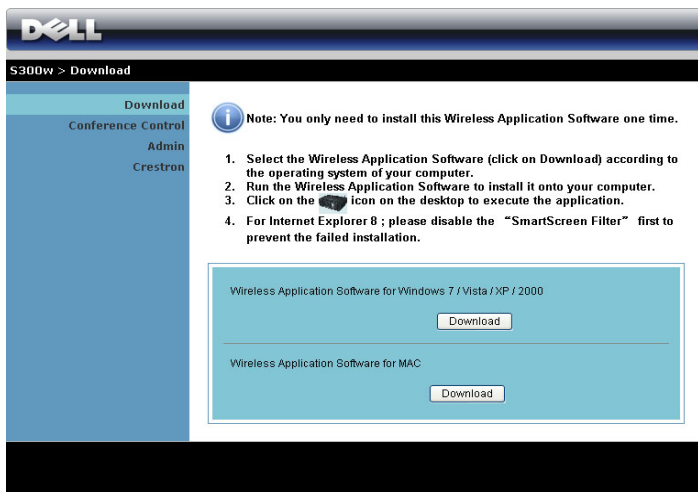 DELL
S300w > Download
Download
Conference Control
Admin
Crestron
Note: You only need to install this Wireless Application Software one time.
1. Select the Wireless Application Software (click on Download) according to
the operating system of your computer.
2. Run the Wireless Application Software to install it onto your computer.
3. Click on the icon on the desktop to execute the application.
4. For Internet Explorer 8 ; please disable the “SmartScreen Filter” first to
prevent the failed installation.
Wireless Application Software for Windows 7 / Vista / XP / 2000
Download
Wireless Application Software for MAC
Download